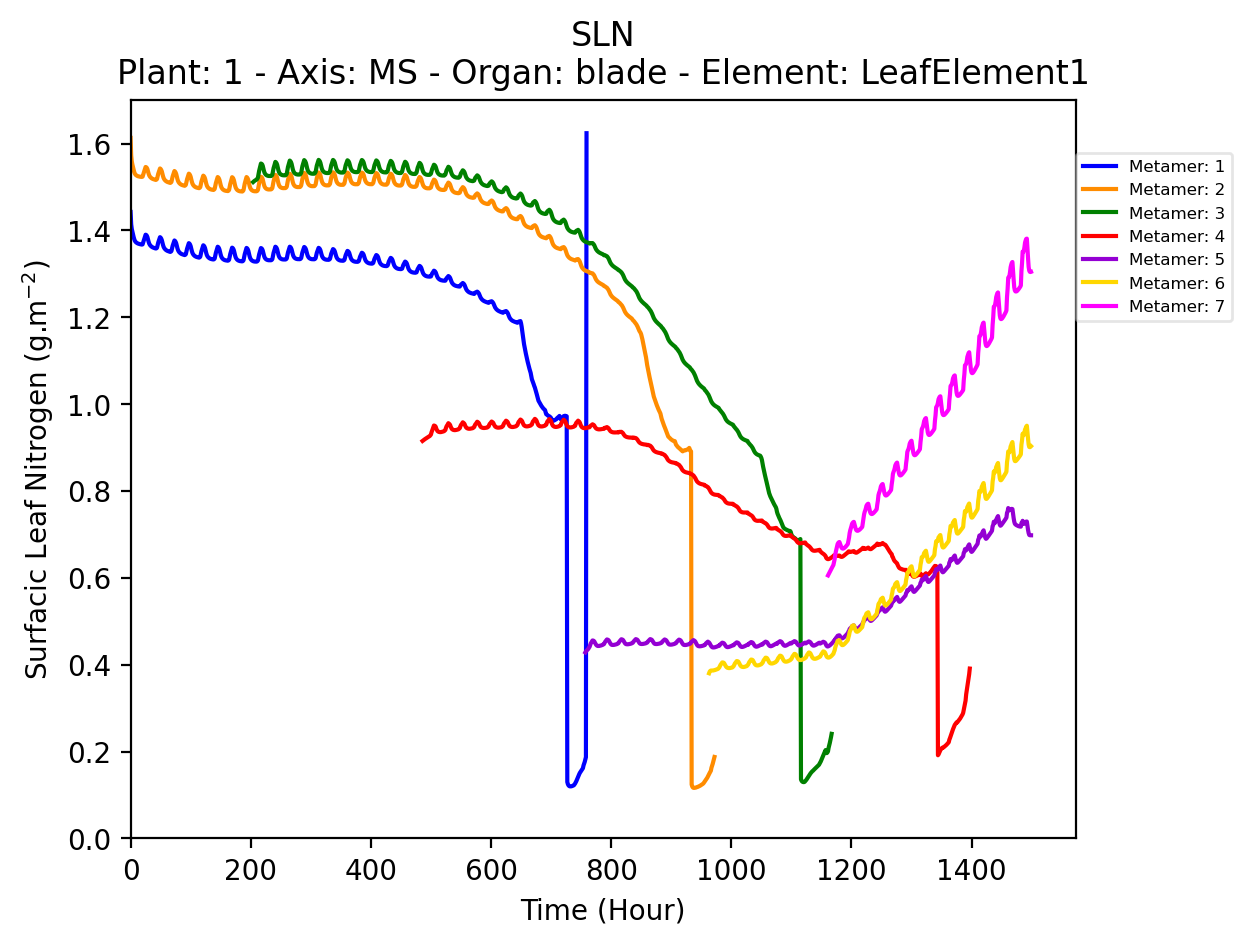 SLN
Plant: 1 - Axis: MS - Organ: blade - Element: LeafElement1
Surfacic Leaf Nitrogen (g.m⁻²)
1.6
1.4
1.2
1.0
0.8
0.6
0.4
0.2
0.0
0 200 400 600 800 1000 1200 1400
Time (Hour)
Metamer: 1
Metamer: 2
Metamer: 3
Metamer: 4
Metamer: 5
Metamer: 6
Metamer: 7